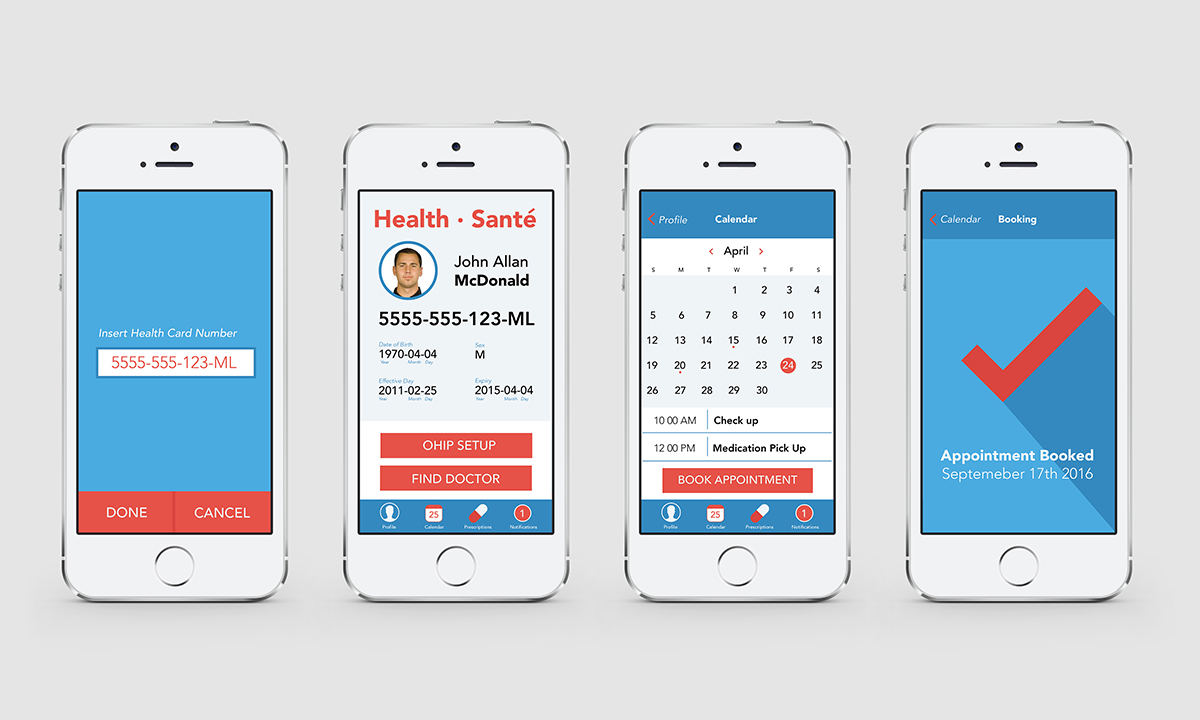 Insert Health Card Number
5555-555-123-ML
DONE CANCEL
Health · Santé
John Allan
McDonald
5555-555-123-ML
Date of Birth Sex
1970-04-04 M
Year Month Day
Effective Day Expiry
2011-02-25 2015-04-04
Year Month Day Year Month Day
OHIP SETUP
FIND DOCTOR
25 1
Profile Calendar Prescriptions Notifications
Profile Calendar
April
S M T W T F S
1 2 3 4
5 6 7 8 9 10 11
12 13 14 15 16 17 18
19 20 21 22 23 24 25
26 27 28 29 30
10 00 AM Check up
12 00 PM Medication Pick Up
BOOK APPOINTMENT
25 1
Profile Calendar Prescriptions Notifications
Calendar Booking
Appointment Booked
Septemeber 17th 2016